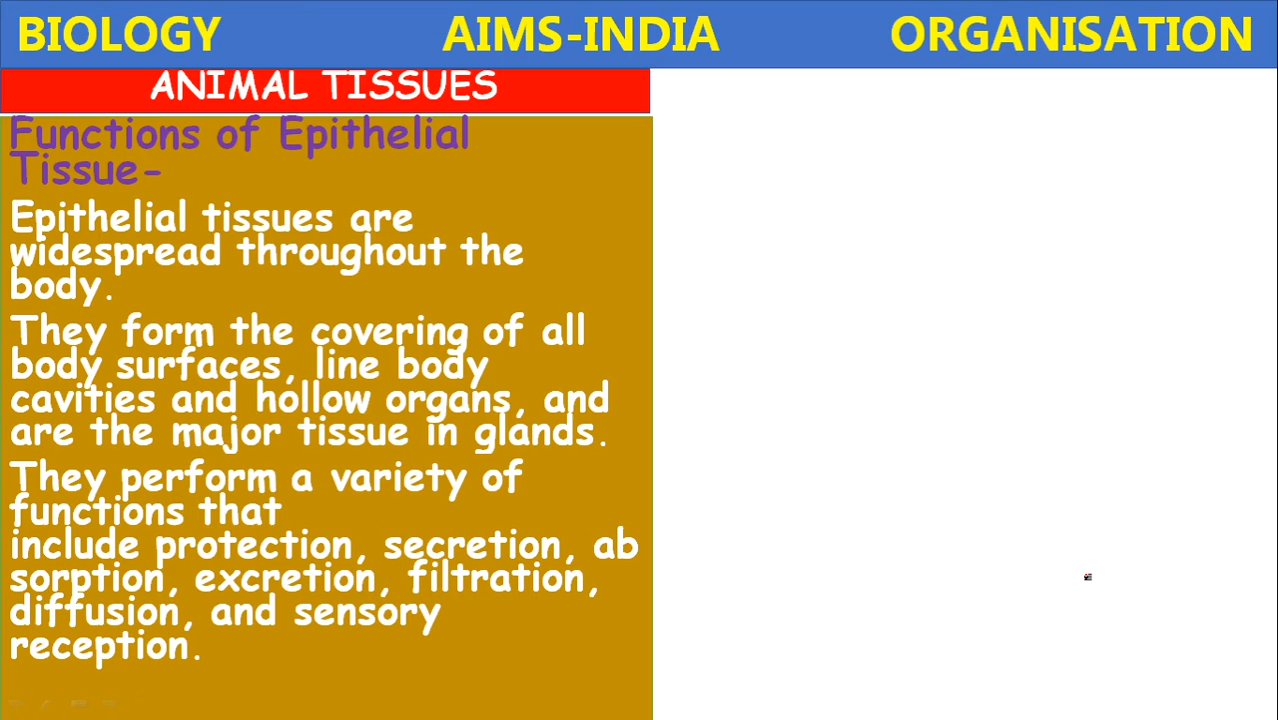 BIOLOGY AIMS-INDIA ORGANISATION
ANIMAL TISSUES
Functions of Epithelial
Tissue-
Epithelial tissues are
widespread throughout the
body.
They form the covering of all
body surfaces, line body
cavities and hollow organs, and
are the major tissue in glands.
They perform a variety of
functions that
include protection, secretion, ab
sorption, excretion, filtration,
diffusion, and sensory
reception.